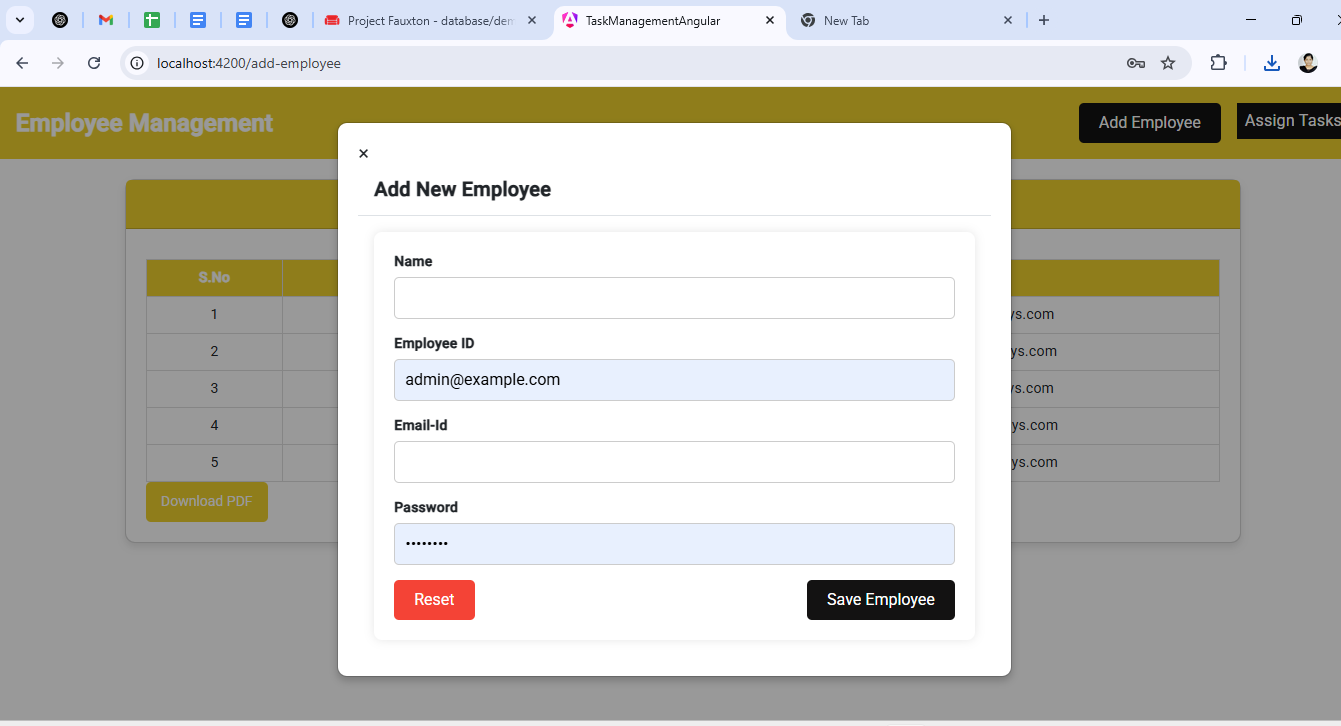 Project Fauxton - database/den
TaskManagementAngular
New Tab
localhost:4200/add-employee
Employee Management
Add Employee
Assign Tasks
Add New Employee
Name
Employee ID
admin@example.com
Email-Id
Password
••••••••
Reset
Save Employee
S.No
1
ys.com
2
ys.com
3
ys.com
4
ys.com
5
ys.com
Download PDF